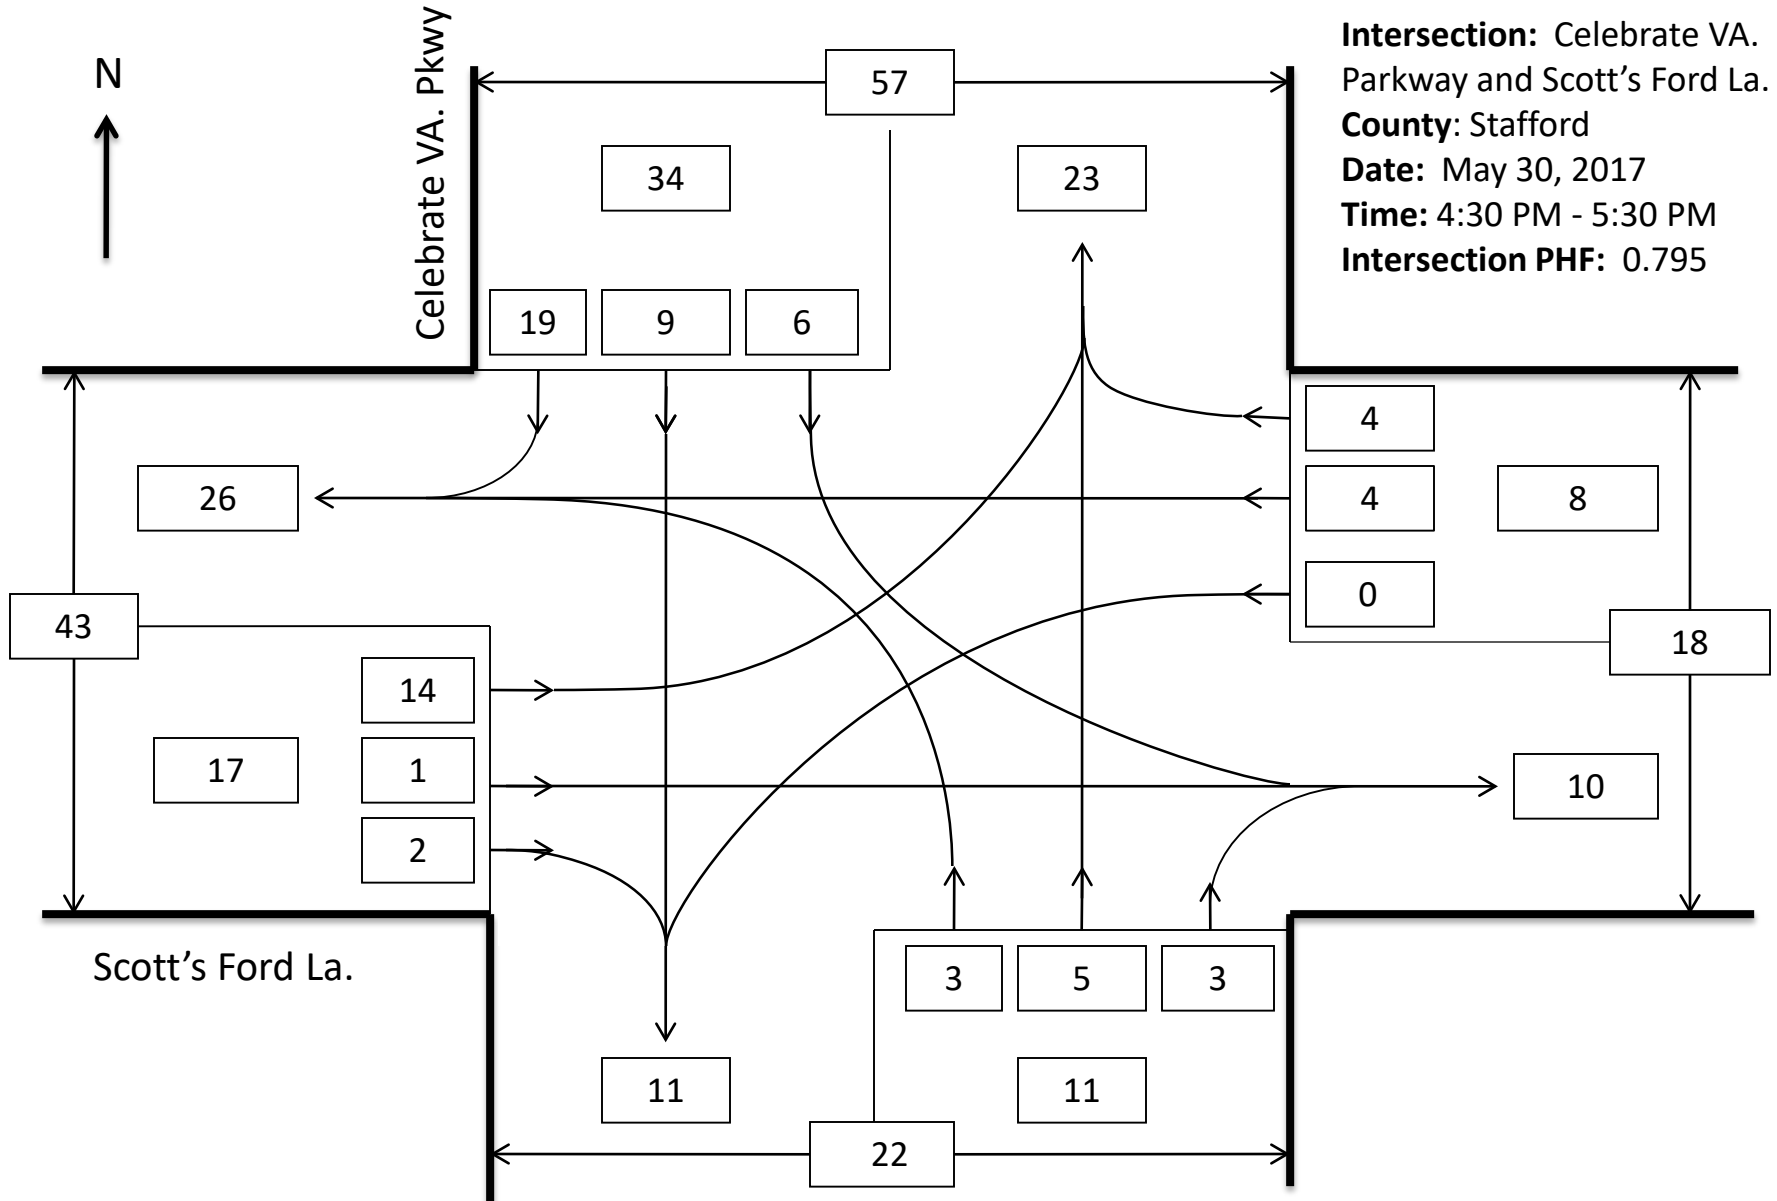 Intersection: Celebrate VA.
Parkway and Scott's Ford La.
County: Stafford
Date: May 30, 2017
Time: 4:30 PM - 5:30 PM
Intersection PHF: 0.795
N
Celebrate VA. Pkwy
57
34
23
19
9
6
4
4
0
8
18
26
43
14
1
2
17
10
Scott's Ford La.
3
5
3
11
11
22